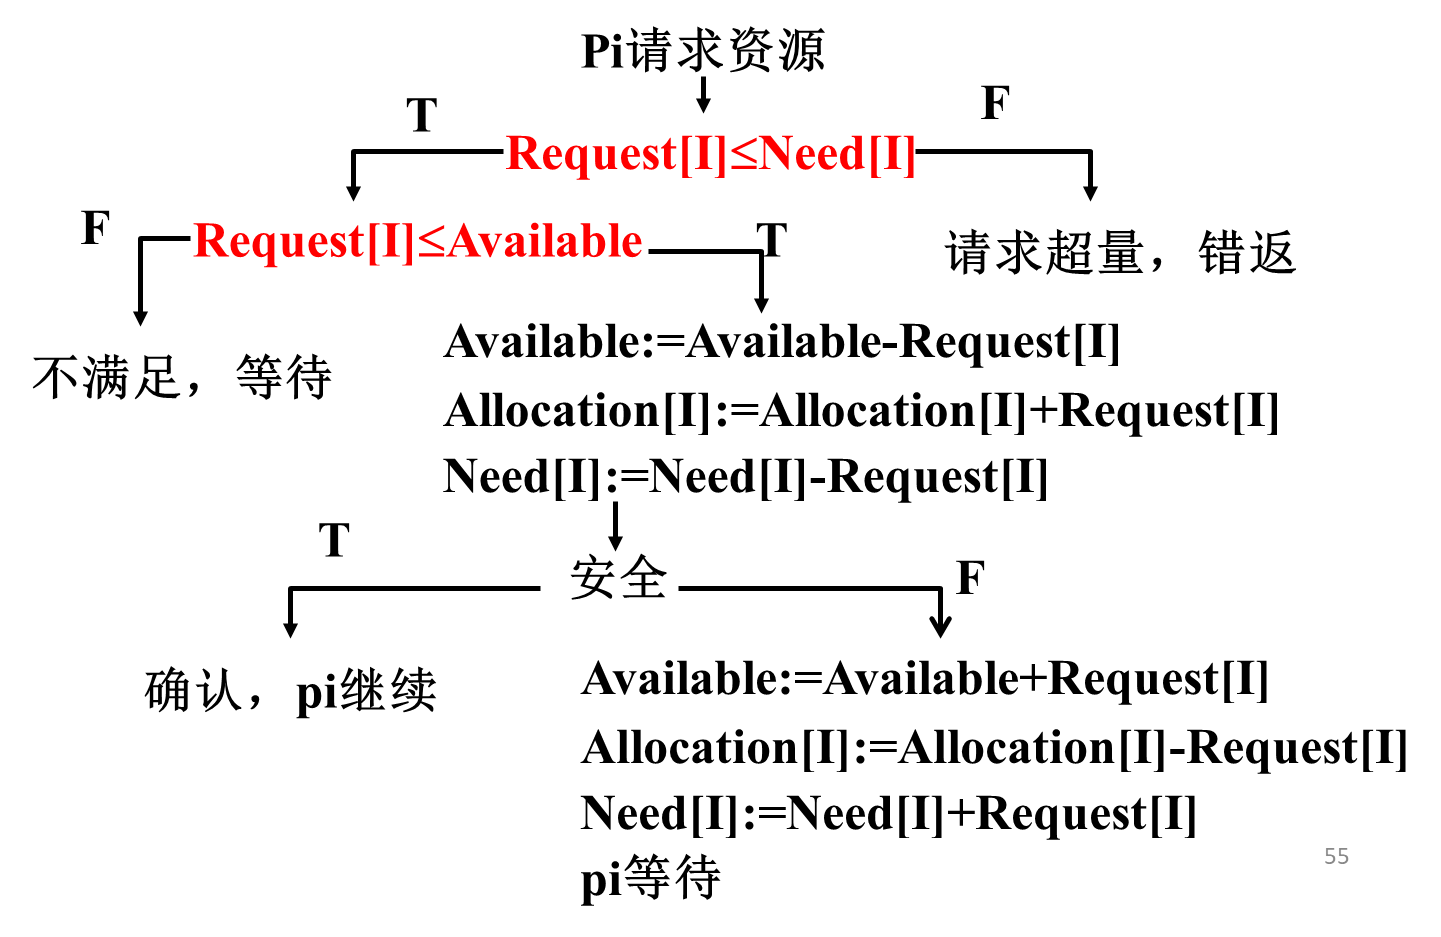 Pi请求资源
T
F
Request[I]≤Need[I]
F
Request[I]≤Available
T
请求超量，错返
不满足，等待
Available:=Available-Request[I]
Allocation[I]:=Allocation[I]+Request[I]
Need[I]:=Need[I]-Request[I]
T
安全
F
确认，pi继续
Available:=Available+Request[I]
Allocation[I]:=Allocation[I]-Request[I]
Need[I]:=Need[I]+Request[I]
pi等待
55